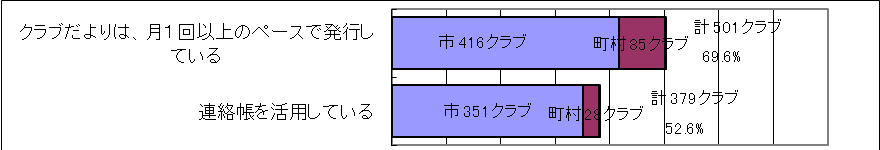 クラブだよりは、月1回以上のペースで発行し
ている
市416クラブ
町村85クラブ
計501クラブ
69.6%
連絡帳を活用している
市351クラブ
町村28クラブ
計379クラブ
52.6%